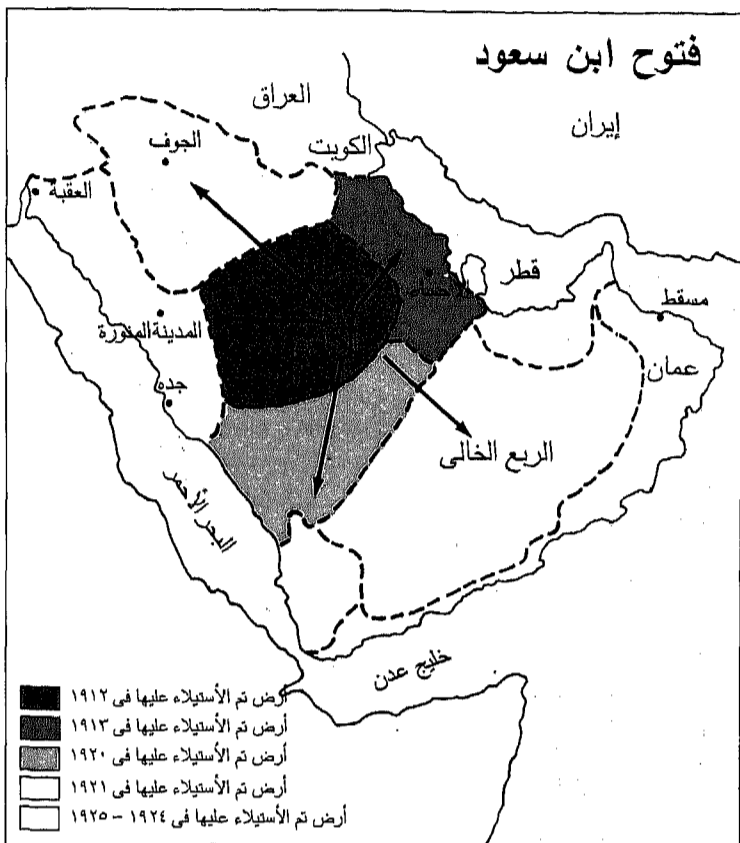 فتوح ابن سعود
العراق
إيران
الكويت
الجوف
العقبة
قطر
مسقط
المدينة المنورة
عمان
جده
الربع الخالى
البحر الأحمر
خليج عدن
أرض تم الأستيلاء عليها فى ١٩١٢
أرض تم الأستيلاء عليها فى ١٩١٣
أرض تم الأستيلاء عليها فى ١٩٢٠
أرض تم الأستيلاء عليها فى ١٩٢١
أرض تم الأستيلاء عليها فى ١٩٢٤ – ١٩٢٥